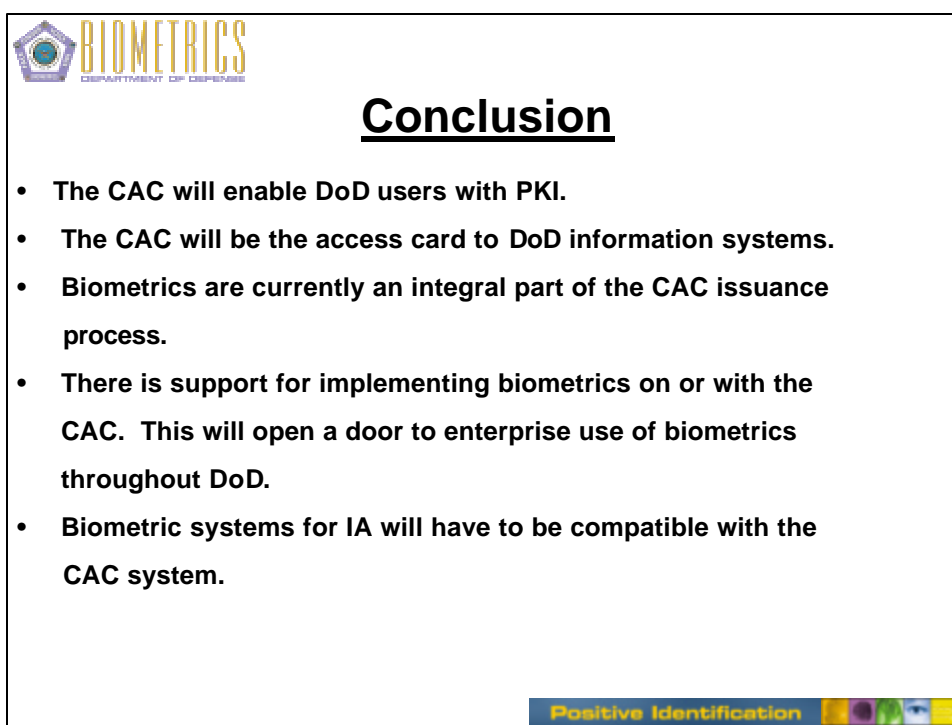 BIOMETRICS
DEPARTMENT OF DEFENSE
Conclusion
• The CAC will enable DoD users with PKI.
• The CAC will be the access card to DoD information systems.
• Biometrics are currently an integral part of the CAC issuance
process.
• There is support for implementing biometrics on or with the
CAC. This will open a door to enterprise use of biometrics
throughout DoD.
• Biometric systems for IA will have to be compatible with the
CAC system.
Positive Identification